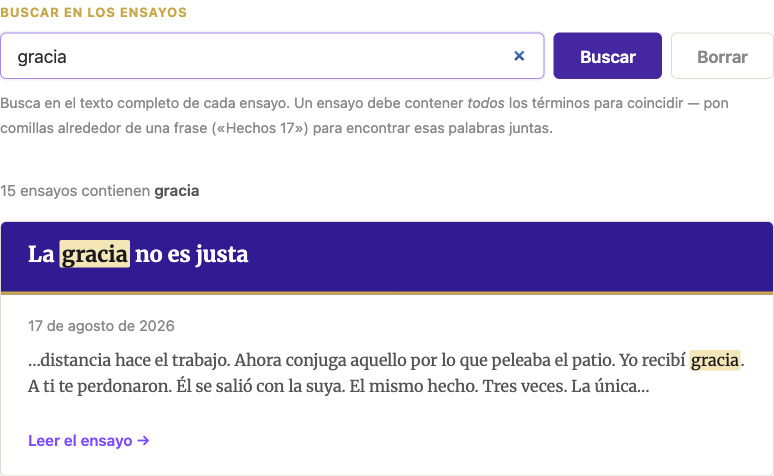 BUSCAR EN LOS ENSAYOS
gracia ×
Buscar
Borrar
Busca en el texto completo de cada ensayo. Un ensayo debe contener todos los términos para coincidir — pon
comillas alrededor de una frase («Hechos 17») para encontrar esas palabras juntas.
15 ensayos contienen gracia
La gracia no es justa
17 de agosto de 2026
…distancia hace el trabajo. Ahora conjuga aquello por lo que peleaba el patio. Yo recibí gracia.
A ti te perdonaron. Él se salió con la suya. El mismo hecho. Tres veces. La única…
Leer el ensayo →